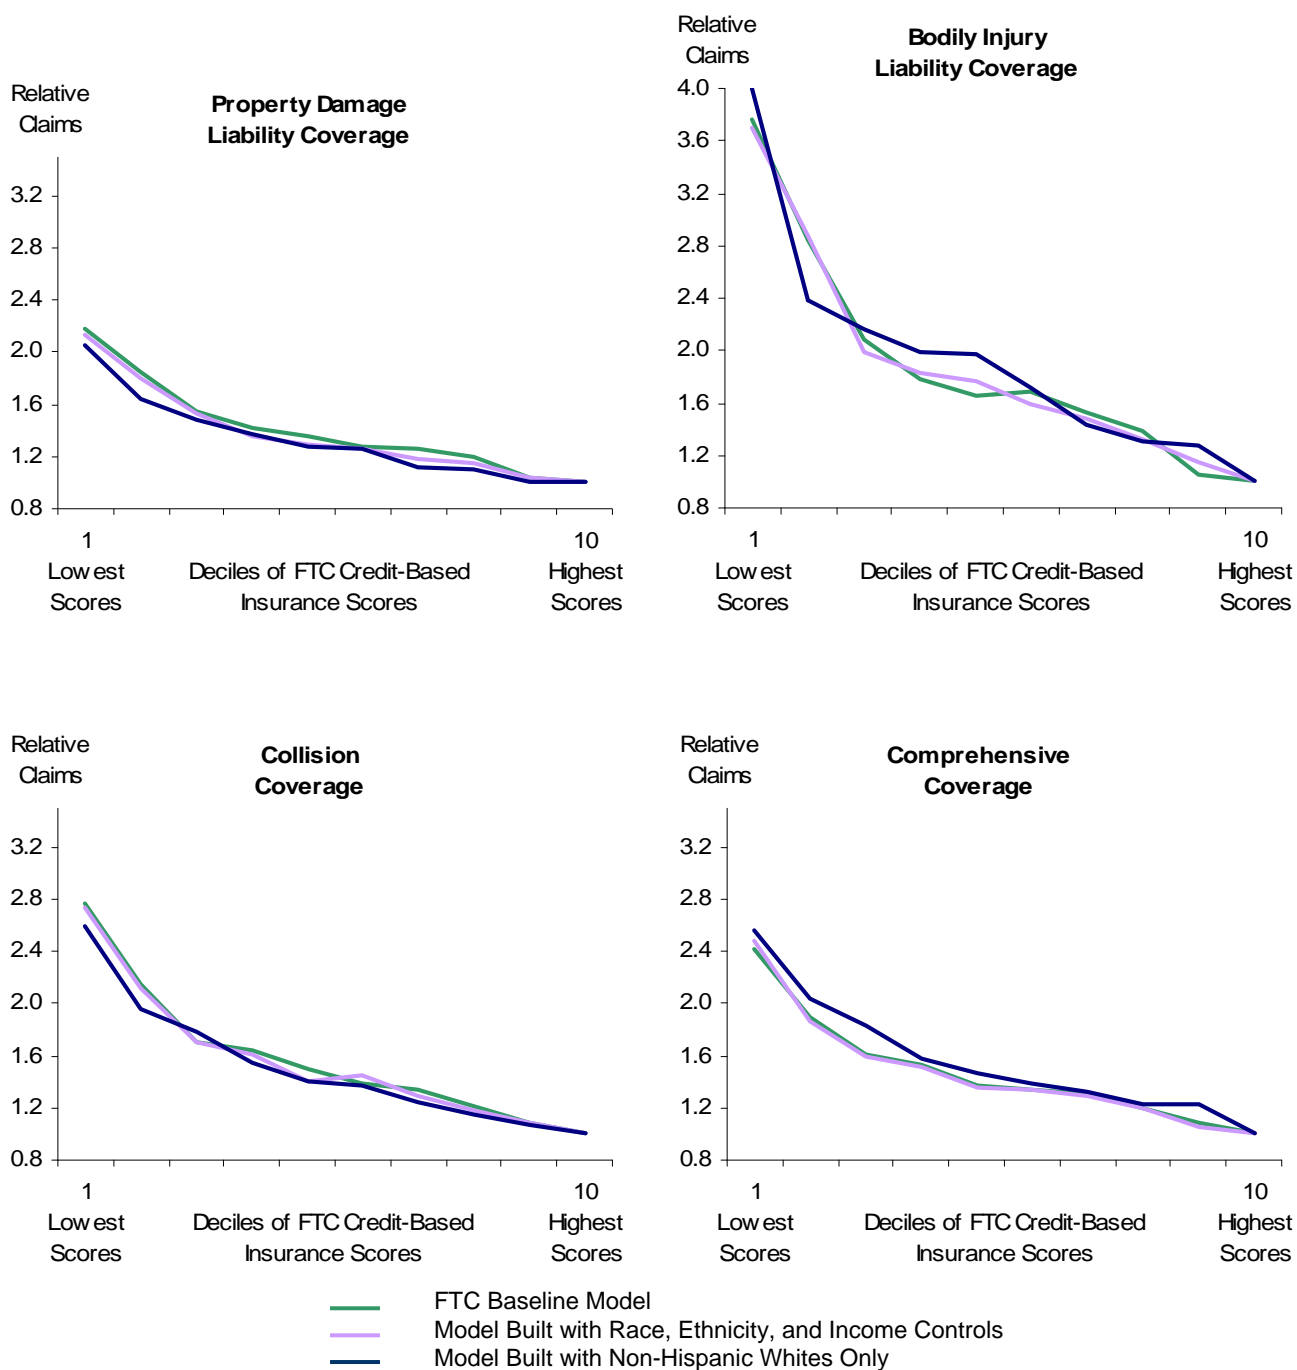 Relative
Claims
Property Damage
Liability Coverage
3.2
2.8
2.4
2.0
1.6
1.2
0.8
1
10
Lowest
Scores
Deciles of FTC Credit-Based
Insurance Scores
Highest
Scores
Relative
Claims
Bodily Injury
Liability Coverage
4.0
3.6
3.2
2.8
2.4
2.0
1.6
1.2
0.8
1
10
Lowest
Scores
Deciles of FTC Credit-Based
Insurance Scores
Highest
Scores
Relative
Claims
Collision
Coverage
3.2
2.8
2.4
2.0
1.6
1.2
0.8
1
10
Lowest
Scores
Deciles of FTC Credit-Based
Insurance Scores
Highest
Scores
Relative
Claims
Comprehensive
Coverage
3.2
2.8
2.4
2.0
1.6
1.2
0.8
1
10
Lowest
Scores
Deciles of FTC Credit-Based
Insurance Scores
Highest
Scores
FTC Baseline Model
Model Built with Race, Ethnicity, and Income Controls
Model Built with Non-Hispanic Whites Only